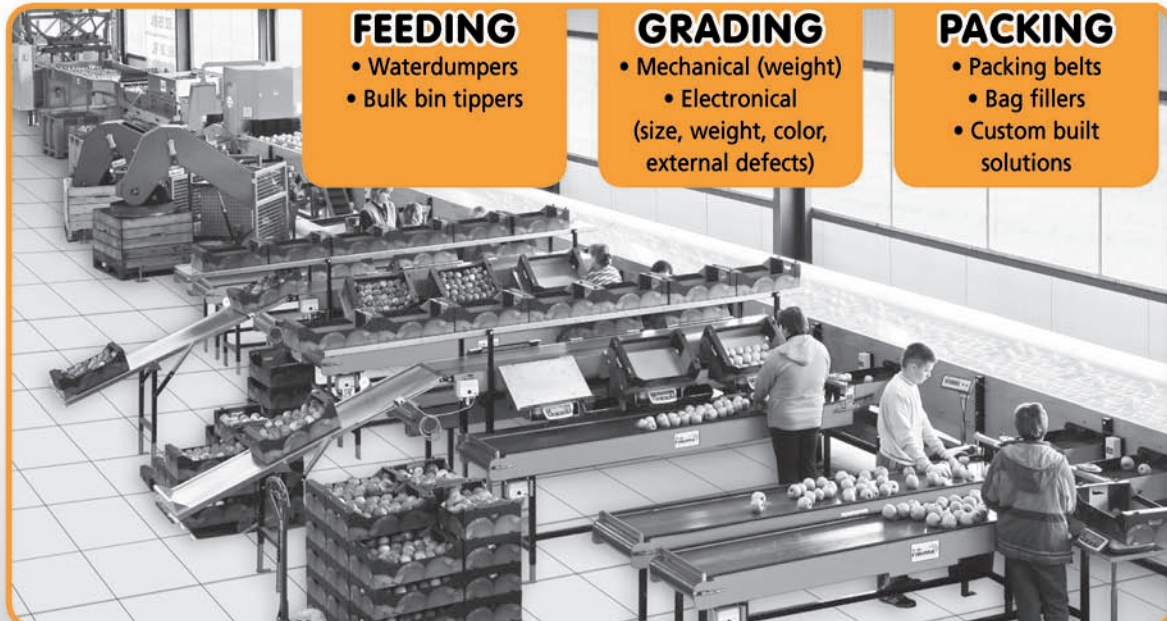 FEEDING
• Waterdumpers
• Bulk bin tippers
GRADING
• Mechanical (weight)
• Electronical
(size, weight, color,
external defects)
PACKING
• Packing belts
• Bag fillers
• Custom built
solutions